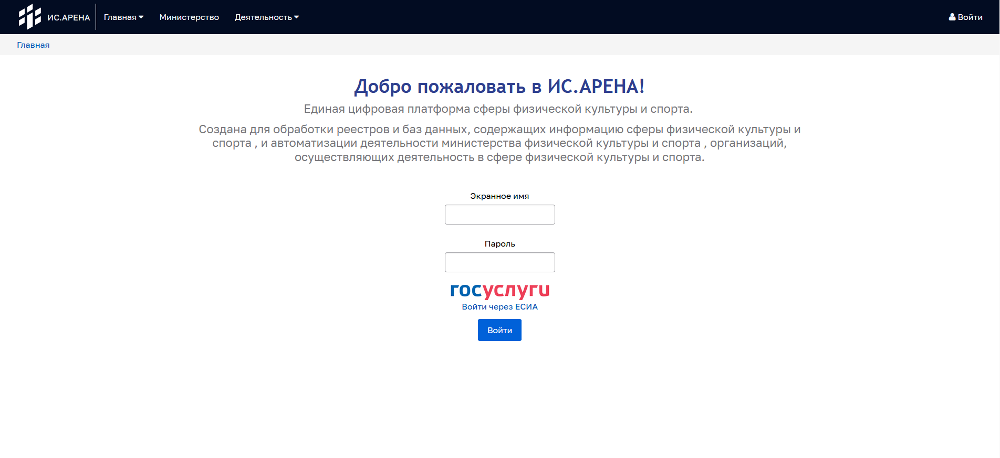 ИС.АРЕНА
Главная
Министерство
Деятельность
Войти
Главная
Добро пожаловать в ИС.АРЕНА!
Единая цифровая платформа сферы физической культуры и спорта.
Создана для обработки реестров и баз данных, содержащих информацию сферы физической культуры и
спорта , и автоматизации деятельности министерства физической культуры и спорта , организаций,
осуществляющих деятельность в сфере физической культуры и спорта.
Экранное имя
Пароль
госуслуги
Войти через ЕСИА
Войти